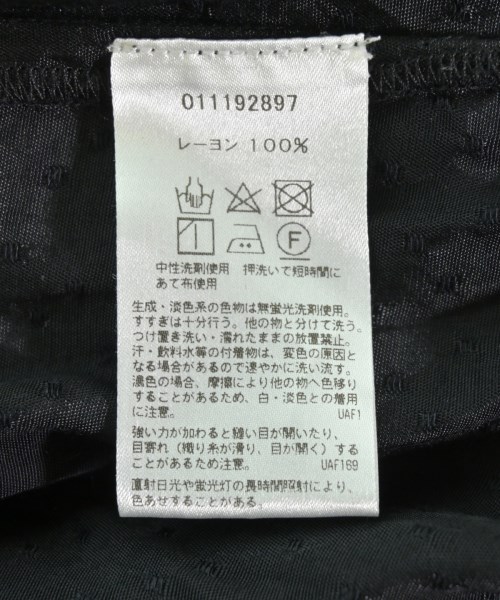 011192897
レーヨン 100%
F
中性洗剤使用 押洗いで短時間に
あて布使用
生成・淡色系の色物は無蛍光洗剤使用。
すすぎは十分行う。他の物と分けて洗う。
つけ置き洗い・濡れたままの放置禁止。
汗・飲料水等の付着物は、変色の原因と
なる場合があるので速やかに洗い流す。
濃色の場合、摩擦により他の物へ色移り
することがあるため、白・淡色との着用
に注意。 UAF1
強い力が加わると縫い目が開いたり、
目寄れ（織り糸が滑り、目が開く）する
ことがあるため注意。 UAF169
直射日光や蛍光灯の長時間照射により、
色あせすることがある。